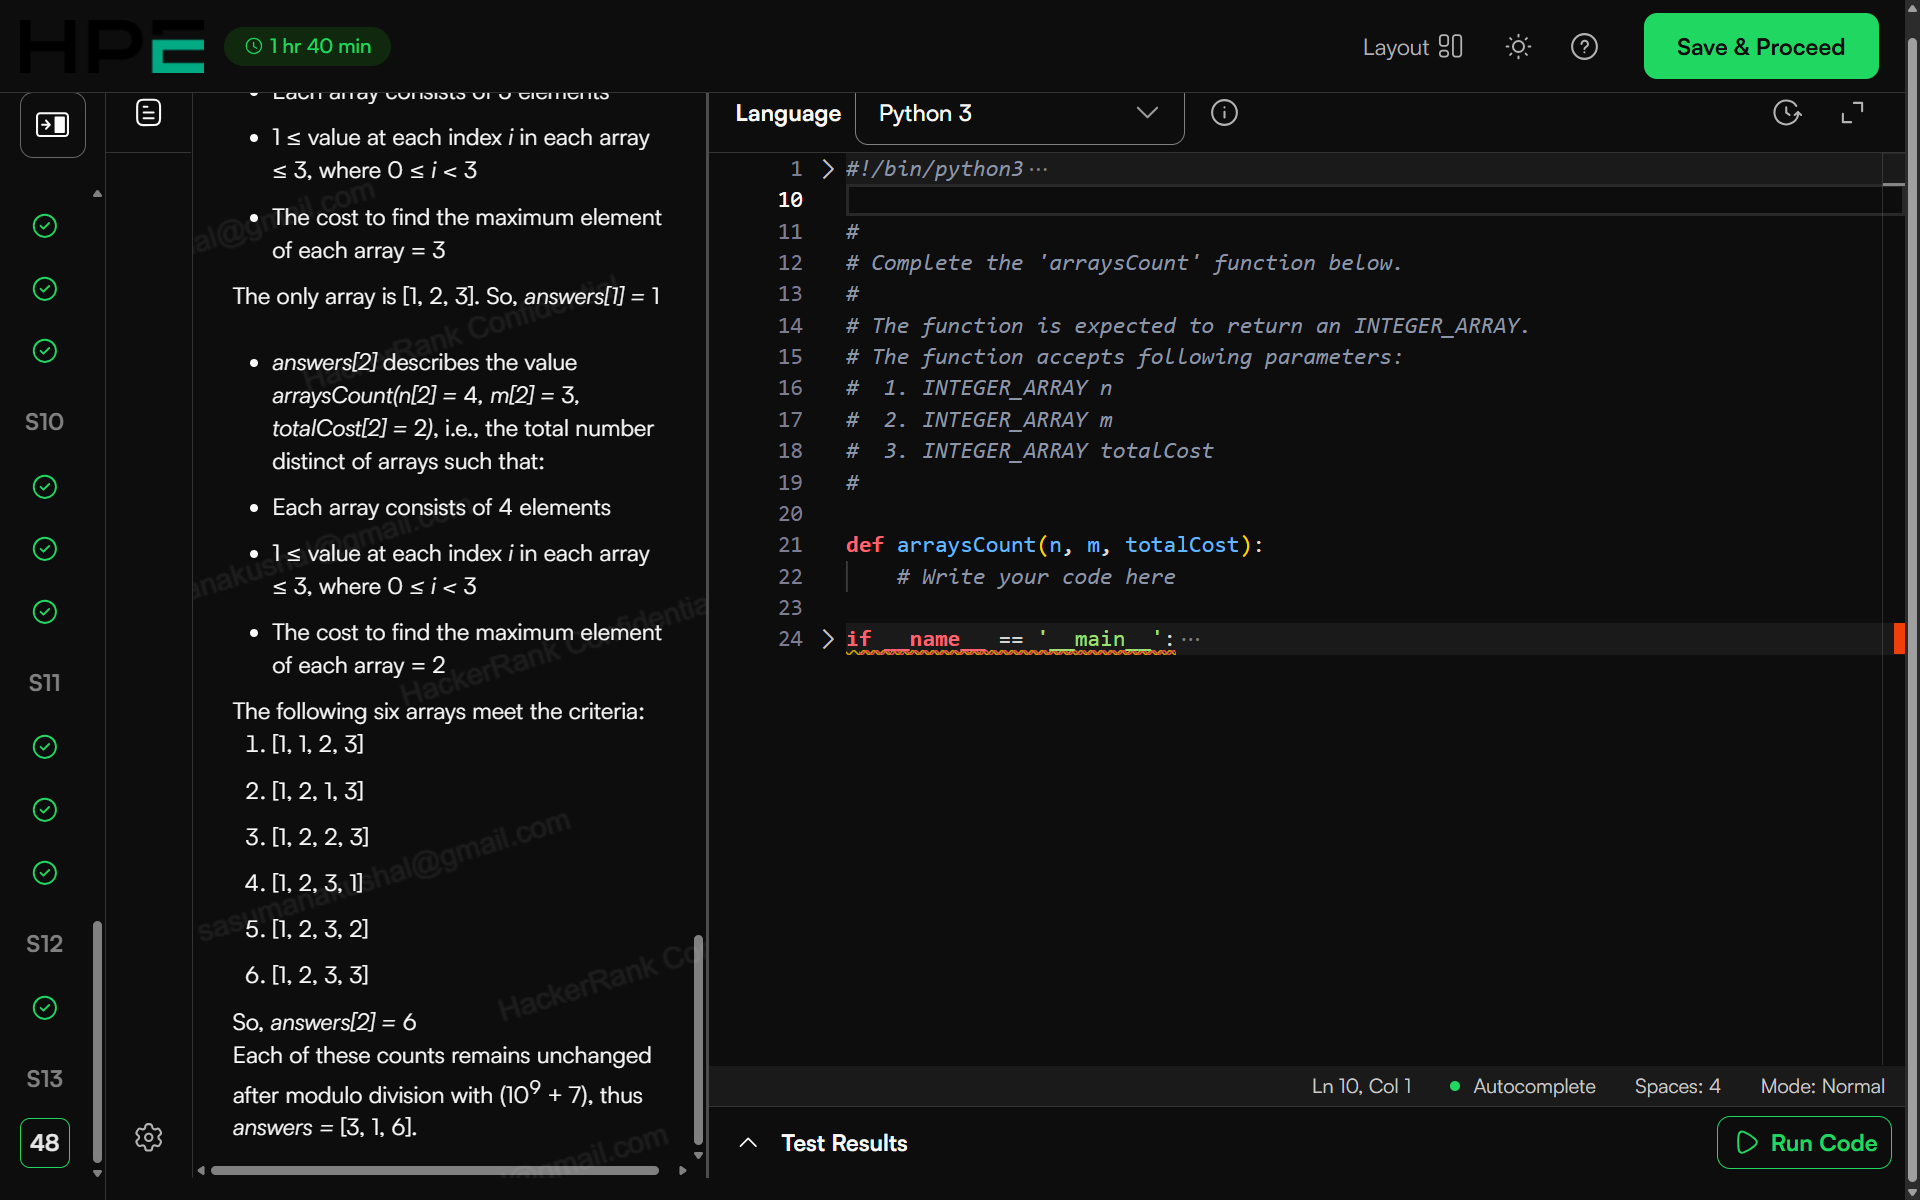 HPE
1 hr 40 min
Layout
Save & Proceed
Each array consists of 3 elements
1 ≤ value at each index i in each array
≤ 3, where 0 ≤ i < 3
The cost to find the maximum element
of each array = 3
The only array is [1, 2, 3]. So, answers[1] = 1
answers[2] describes the value
arraysCount(n[2] = 4, m[2] = 3,
totalCost[2] = 2), i.e., the total number
distinct of arrays such that:
Each array consists of 4 elements
1 ≤ value at each index i in each array
≤ 3, where 0 ≤ i < 3
The cost to find the maximum element
of each array = 2
The following six arrays meet the criteria:
1. [1, 1, 2, 3]
2. [1, 2, 1, 3]
3. [1, 2, 2, 3]
4. [1, 2, 3, 1]
5. [1, 2, 3, 2]
6. [1, 2, 3, 3]
So, answers[2] = 6
Each of these counts remains unchanged
after modulo division with (10⁹ + 7), thus
answers = [3, 1, 6].
S10
S11
S12
S13
48
Language
Python 3
1 #!/bin/python3 ···
10
11 #
12 # Complete the 'arraysCount' function below.
13 #
14 # The function is expected to return an INTEGER_ARRAY.
15 # The function accepts following parameters:
16 #  1. INTEGER_ARRAY n
17 #  2. INTEGER_ARRAY m
18 #  3. INTEGER_ARRAY totalCost
19 #
20
21 def arraysCount(n, m, totalCost):
22     # Write your code here
23
24 if __name__ == '__main__': ···
Ln 10, Col 1
Autocomplete
Spaces: 4
Mode: Normal
Test Results
Run Code
HackerRank Confidential
HackerRank Confidential